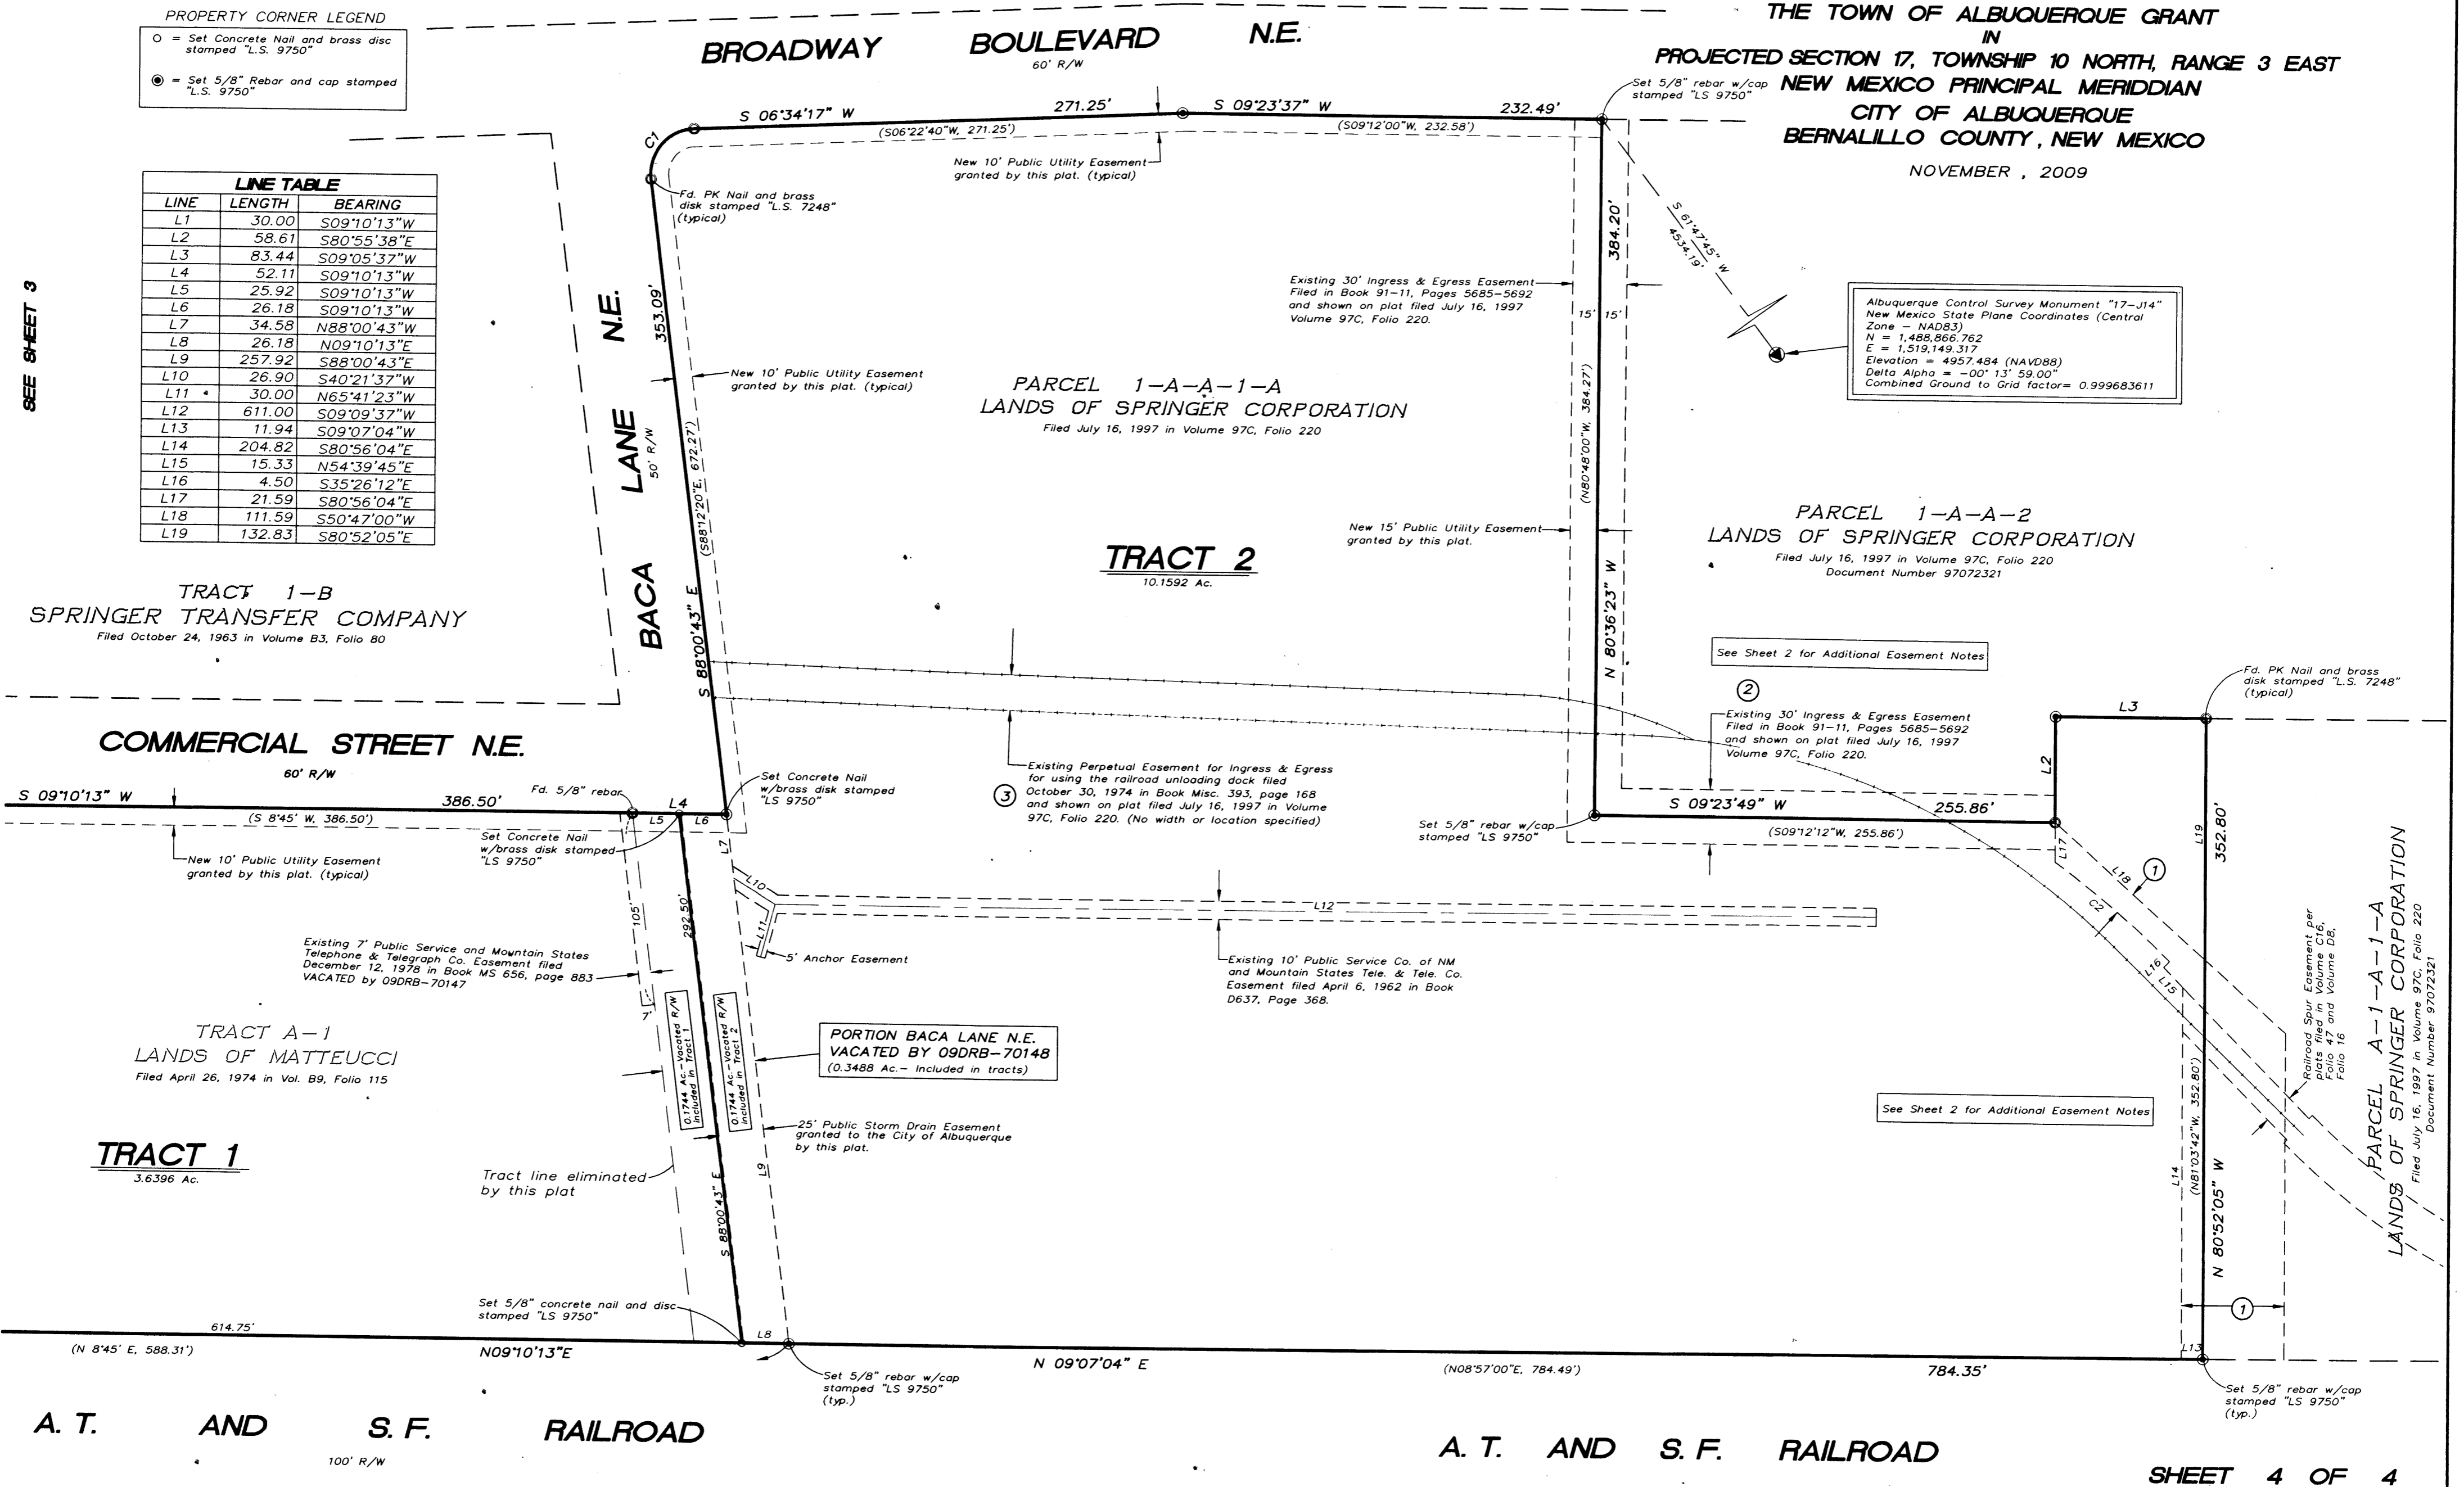 PROPERTY CORNER LEGEND
O = Set Concrete Nail and brass disc
stamped "L.S. 9750"
= Set 5/8" Rebar and cap stamped
"L.S. 9750"
THE TOWN OF ALBUQUERQUE GRANT
IN
PROJECTED SECTION 17, TOWNSHIP 10 NORTH, RANGE 3 EAST
NEW MEXICO PRINCIPAL MERIDDIAN
CITY OF ALBUQUERQUE
BERNALILLO COUNTY, NEW MEXICO
NOVEMBER , 2009
BROADWAY BOULEVARD N.E.
60' R/W
S 06°34'17" W 271.25'
(S06°22'40"W, 271.25')
S 09°23'37" W 232.49'
(S09°12'00"W, 232.58')
Set 5/8" rebar w/cap
stamped "LS 9750"
C1
New 10' Public Utility Easement
granted by this plat. (typical)
Fd. PK Nail and brass
disk stamped "L.S. 7248"
(typical)
LINE TABLE
LINE LENGTH BEARING
L1 30.00 S09°10'13"W
L2 58.61 S80°55'38"E
L3 83.44 S09°05'37"W
L4 52.11 S09°10'13"W
L5 25.92 S09°10'13"W
L6 26.18 S09°10'13"W
L7 34.58 N88°00'43"W
L8 26.18 N09°10'13"E
L9 257.92 S88°00'43"E
L10 26.90 S40°21'37"W
L11 30.00 N65°41'23"W
L12 611.00 S09°09'37"W
L13 11.94 S09°07'04"W
L14 204.82 S80°56'04"E
L15 15.33 N54°39'45"E
L16 4.50 S35°26'12"E
L17 21.59 S80°56'04"E
L18 111.59 S50°47'00"W
L19 132.83 S80°52'05"E
SEE SHEET 3
S 61°47'45" W
4534.19'
384.20'
Existing 30' Ingress & Egress Easement
Filed in Book 91-11, Pages 5685-5692
and shown on plat filed July 16, 1997
Volume 97C, Folio 220.
15' 15'
Albuquerque Control Survey Monument "17-J14"
New Mexico State Plane Coordinates (Central
Zone - NAD83)
N = 1,488,866.762
E = 1,519,149.317
Elevation = 4957.484 (NAVD88)
Delta Alpha = -00° 13' 59.00"
Combined Ground to Grid factor= 0.999683611
BACA LANE N.E.
50' R/W
353.09'
(S88°12'20"E, 672.27')
S 88°00'43" E
New 10' Public Utility Easement
granted by this plat. (typical)
PARCEL 1-A-A-1-A
LANDS OF SPRINGER CORPORATION
Filed July 16, 1997 in Volume 97C, Folio 220
(N80°48'00"W, 384.27')
N 80°36'23" W
New 15' Public Utility Easement
granted by this plat.
TRACT 2
10.1592 Ac.
PARCEL 1-A-A-2
LANDS OF SPRINGER CORPORATION
Filed July 16, 1997 in Volume 97C, Folio 220
Document Number 97072321
TRACT 1-B
SPRINGER TRANSFER COMPANY
Filed October 24, 1963 in Volume B3, Folio 80
See Sheet 2 for Additional Easement Notes
2
Existing 30' Ingress & Egress Easement
Filed in Book 91-11, Pages 5685-5692
and shown on plat filed July 16, 1997
Volume 97C, Folio 220.
Fd. PK Nail and brass
disk stamped "L.S. 7248"
(typical)
L3
L2
COMMERCIAL STREET N.E.
60' R/W
S 09°10'13" W 386.50'
(S 8°45' W, 386.50')
Fd. 5/8" rebar
L4
L5 L6
Set Concrete Nail
w/brass disk stamped
"LS 9750"
Set Concrete Nail
w/brass disk stamped
"LS 9750"
3
Existing Perpetual Easement for Ingress & Egress
for using the railroad unloading dock filed
October 30, 1974 in Book Misc. 393, page 168
and shown on plat filed July 16, 1997 in Volume
97C, Folio 220. (No width or location specified)
Set 5/8" rebar w/cap
stamped "LS 9750"
S 09°23'49" W 255.86'
(S09°12'12"W, 255.86')
New 10' Public Utility Easement
granted by this plat. (typical)
L7
L10
L11
L12
5' Anchor Easement
Existing 10' Public Service Co. of NM
and Mountain States Tele. & Tele. Co.
Easement filed April 6, 1962 in Book
D637, Page 368.
L17
L18
1
C2
L16
L15
L19
352.80'
Railroad Spur Easement per
plats filed in Volume C16,
Folio 47 and Volume D8,
Folio 16
PARCEL A-1-A-1-A
LANDS OF SPRINGER CORPORATION
Filed July 16, 1997 in Volume 97C, Folio 220
Document Number 97072321
105'
292.50'
Existing 7' Public Service and Mountain States
Telephone & Telegraph Co. Easement filed
December 12, 1978 in Book MS 656, page 883
VACATED by 09DRB-70147
7'
0.1744 Ac.-Vacated R/W
included in Tract 1
0.1744 Ac.-Vacated R/W
included in Tract 2
PORTION BACA LANE N.E.
VACATED BY 09DRB-70148
(0.3488 Ac.- Included in tracts)
TRACT A-1
LANDS OF MATTEUCCI
Filed April 26, 1974 in Vol. B9, Folio 115
25' Public Storm Drain Easement
granted to the City of Albuquerque
by this plat.
See Sheet 2 for Additional Easement Notes
TRACT 1
3.6396 Ac.
Tract line eliminated
by this plat
S 88°00'43" E
L9
L14
(N81°03'42"W, 352.80')
N 80°52'05" W
1
L13
Set 5/8" concrete nail and disc
stamped "LS 9750"
614.75'
(N 8°45' E, 588.31')
N09°10'13"E
L8
Set 5/8" rebar w/cap
stamped "LS 9750"
(typ.)
N 09°07'04" E
(N08°57'00"E, 784.49')
784.35'
Set 5/8" rebar w/cap
stamped "LS 9750"
(typ.)
A. T. AND S. F. RAILROAD
100' R/W
A. T. AND S. F. RAILROAD
SHEET 4 OF 4